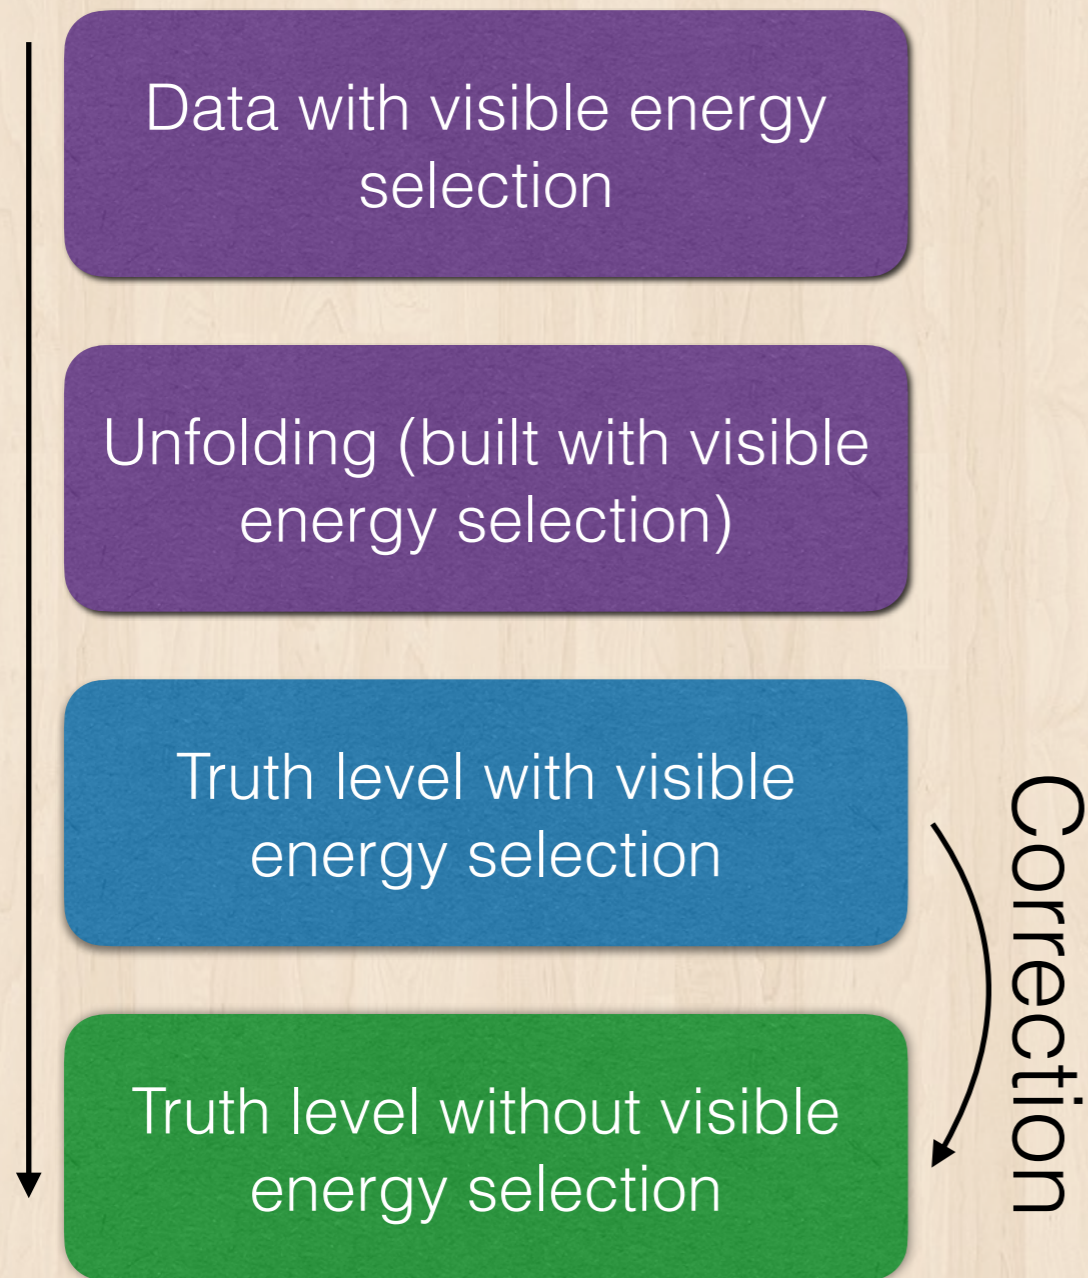 Data with visible energy
selection
Unfolding (built with visible
energy selection)
Truth level with visible
energy selection
Correction
Truth level without visible
energy selection